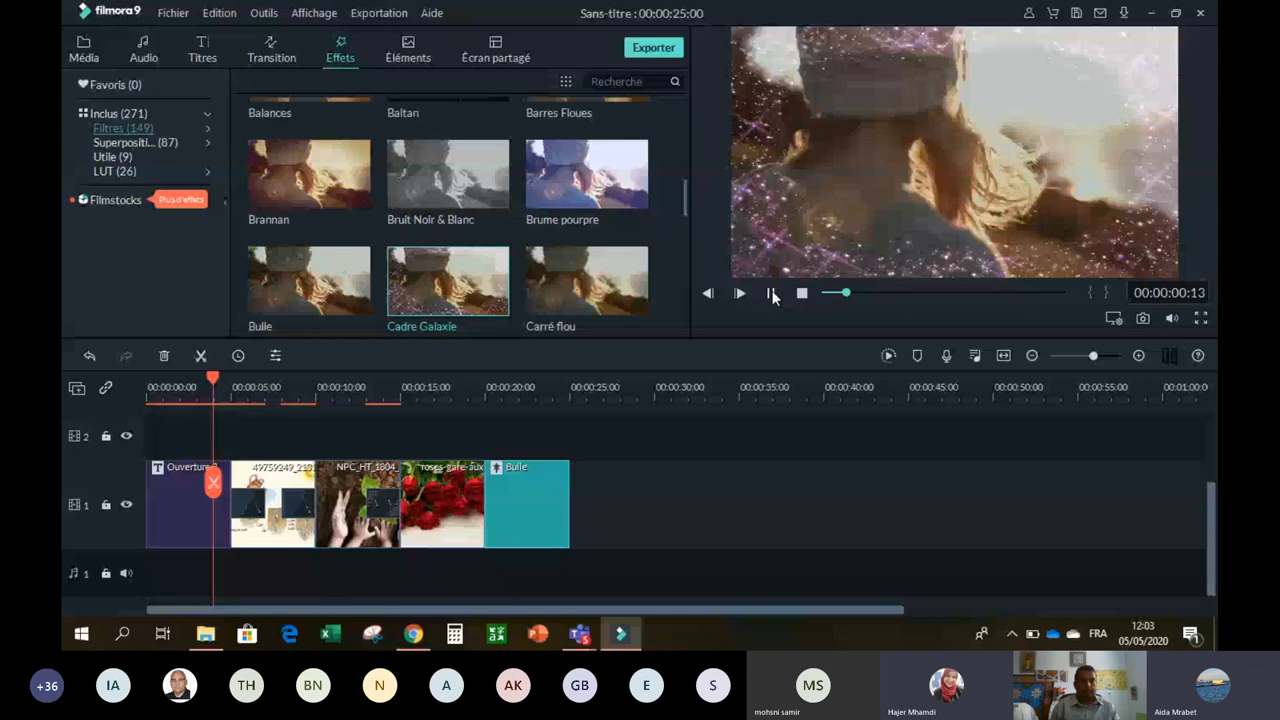 filmora9 Fichier Edition Outils Affichage Exportation Aide Sans-titre : 00:00:25:00
Média Audio Titres Transition Effets Éléments Écran partagé Exporter
Favoris (0) Recherche
Inclus (271) Balances Baltan Barres Floues
Filtres (149)
Superpositi... (87)
Utile (9)
LUT (26)
Filmstocks Plus d'effets
Brannan Bruit Noir & Blanc Brume pourpre
00:00:00:13
Bulle Cadre Galaxie Carré flou
00:00:00:00 00:00:05:00 00:00:10:00 00:00:15:00 00:00:20:00 00:00:25:00 00:00:30:00 00:00:35:00 00:00:40:00 00:00:45:00 00:00:50:00 00:00:55:00 00:01:00:0
2
T Ouverture NPC_HT_1804_ roses-gare-aux Bulle
1
1
12:03
FRA
05/05/2020
+36 IA TH BN N A AK GB E S MS
mohsni samir Hajer Mhamdi Aida Mrabet